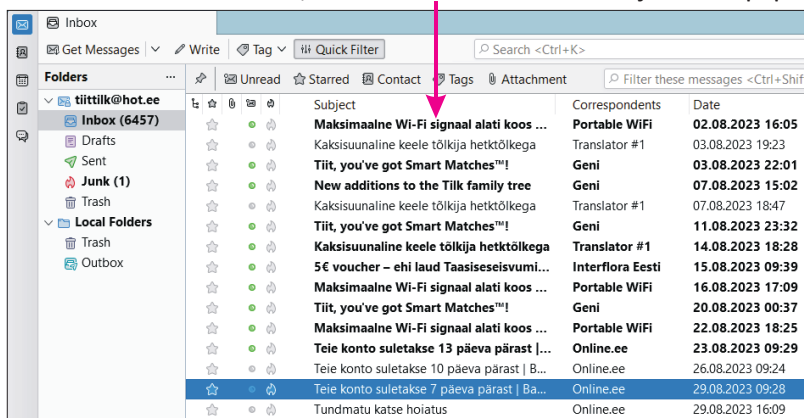 Inbox
Get Messages Write Tag Quick Filter Search <Ctrl+K>
Folders ... Unread Starred Contact Tags Attachment Filter these messages <Ctrl+Shif
tiittilk@hot.ee Subject Correspondents Date
Inbox (6457) Maksimaalne Wi-Fi signaal alati koos ... Portable WiFi 02.08.2023 16:05
Drafts Kaksisuunaline keele tõlkija hetktõlkega Translator #1 03.08.2023 19:23
Sent Tiit, you've got Smart Matches™! Geni 03.08.2023 22:01
Junk (1) New additions to the Tilk family tree Geni 07.08.2023 15:02
Trash Kaksisuunaline keele tõlkija hetktõlkega Translator #1 07.08.2023 18:47
Local Folders Tiit, you've got Smart Matches™! Geni 11.08.2023 23:32
Trash Kaksisuunaline keele tõlkija hetktõlkega Translator #1 14.08.2023 18:28
Outbox 5€ voucher – ehi laud Taasiseseisvumi... Interflora Eesti 15.08.2023 09:39
Maksimaalne Wi-Fi signaal alati koos ... Portable WiFi 16.08.2023 17:09
Tiit, you've got Smart Matches™! Geni 20.08.2023 00:37
Maksimaalne Wi-Fi signaal alati koos ... Portable WiFi 22.08.2023 18:25
Teie konto suletakse 13 päeva pärast |... Online.ee 23.08.2023 09:29
Teie konto suletakse 10 päeva pärast | B... Online.ee 26.08.2023 09:24
Teie konto suletakse 7 päeva pärast | Ba... Online.ee 29.08.2023 09:28
Tundmatu katse hoiatus Online.ee 29.08.2023 16:09